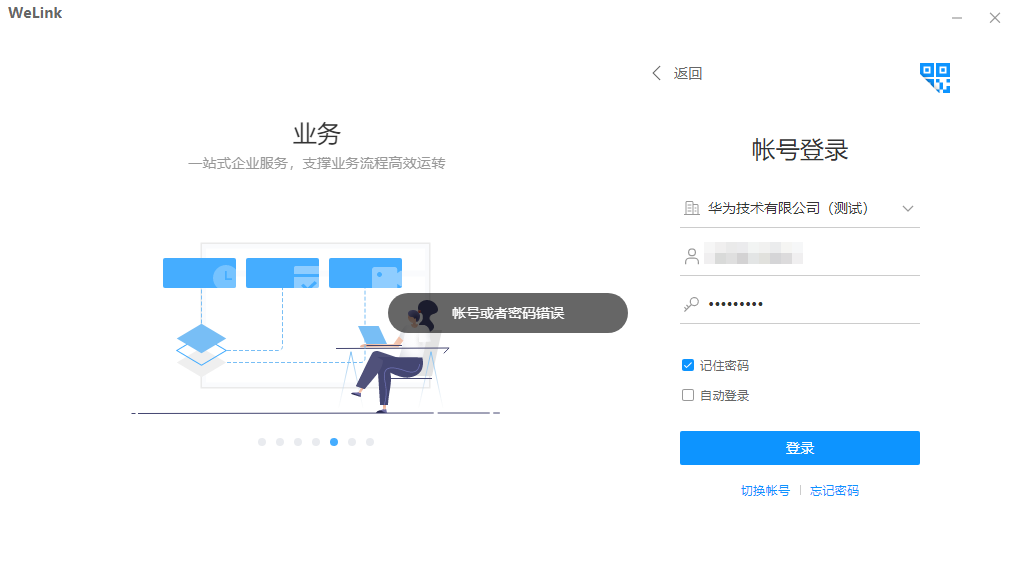 WeLink
返回
业务
一站式企业服务，支撑业务流程高效运转
帐号登录
华为技术有限公司（测试）
帐号或者密码错误
•••••••••
记住密码
自动登录
登录
切换帐号 | 忘记密码